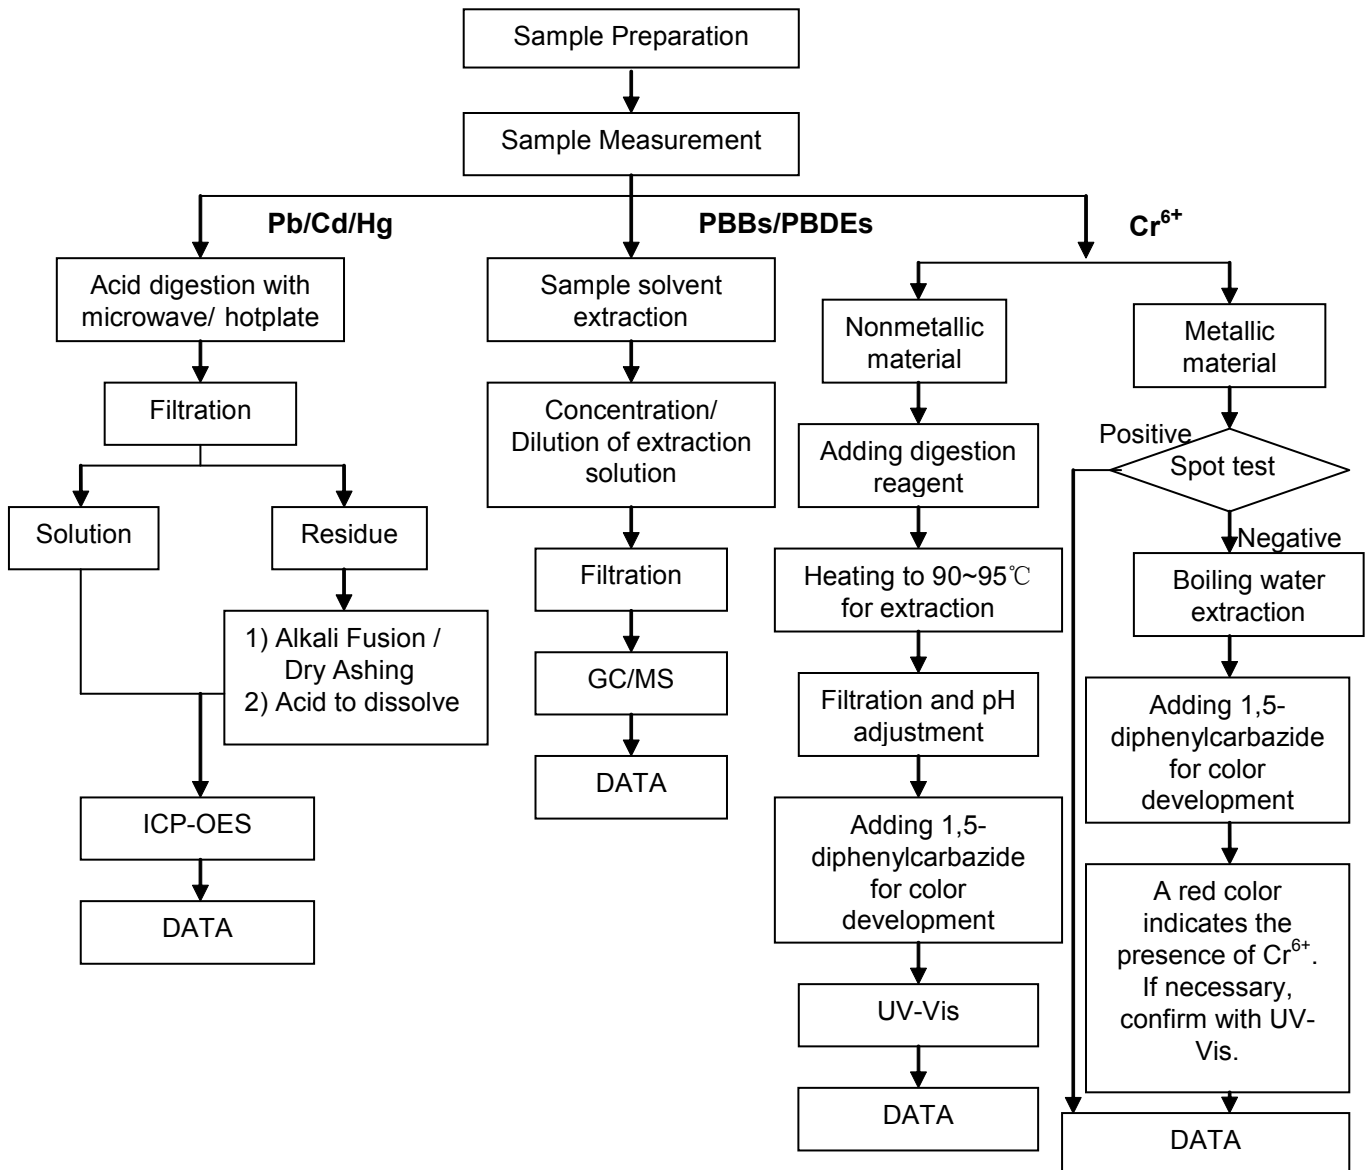 Sample Preparation
Sample Measurement
Pb/Cd/Hg
PBBs/PBDEs
Cr⁶⁺
Acid digestion with
microwave/ hotplate
Filtration
Solution
Residue
1) Alkali Fusion /
Dry Ashing
2) Acid to dissolve
ICP-OES
DATA
Sample solvent
extraction
Concentration/
Dilution of extraction
solution
Filtration
GC/MS
DATA
Nonmetallic
material
Adding digestion
reagent
Heating to 90~95℃
for extraction
Filtration and pH
adjustment
Adding 1,5-
diphenylcarbazide
for color
development
UV-Vis
DATA
Metallic
material
Positive
Spot test
Negative
Boiling water
extraction
Adding 1,5-
diphenylcarbazide
for color
development
A red color
indicates the
presence of Cr⁶⁺.
If necessary,
confirm with UV-
Vis.
DATA